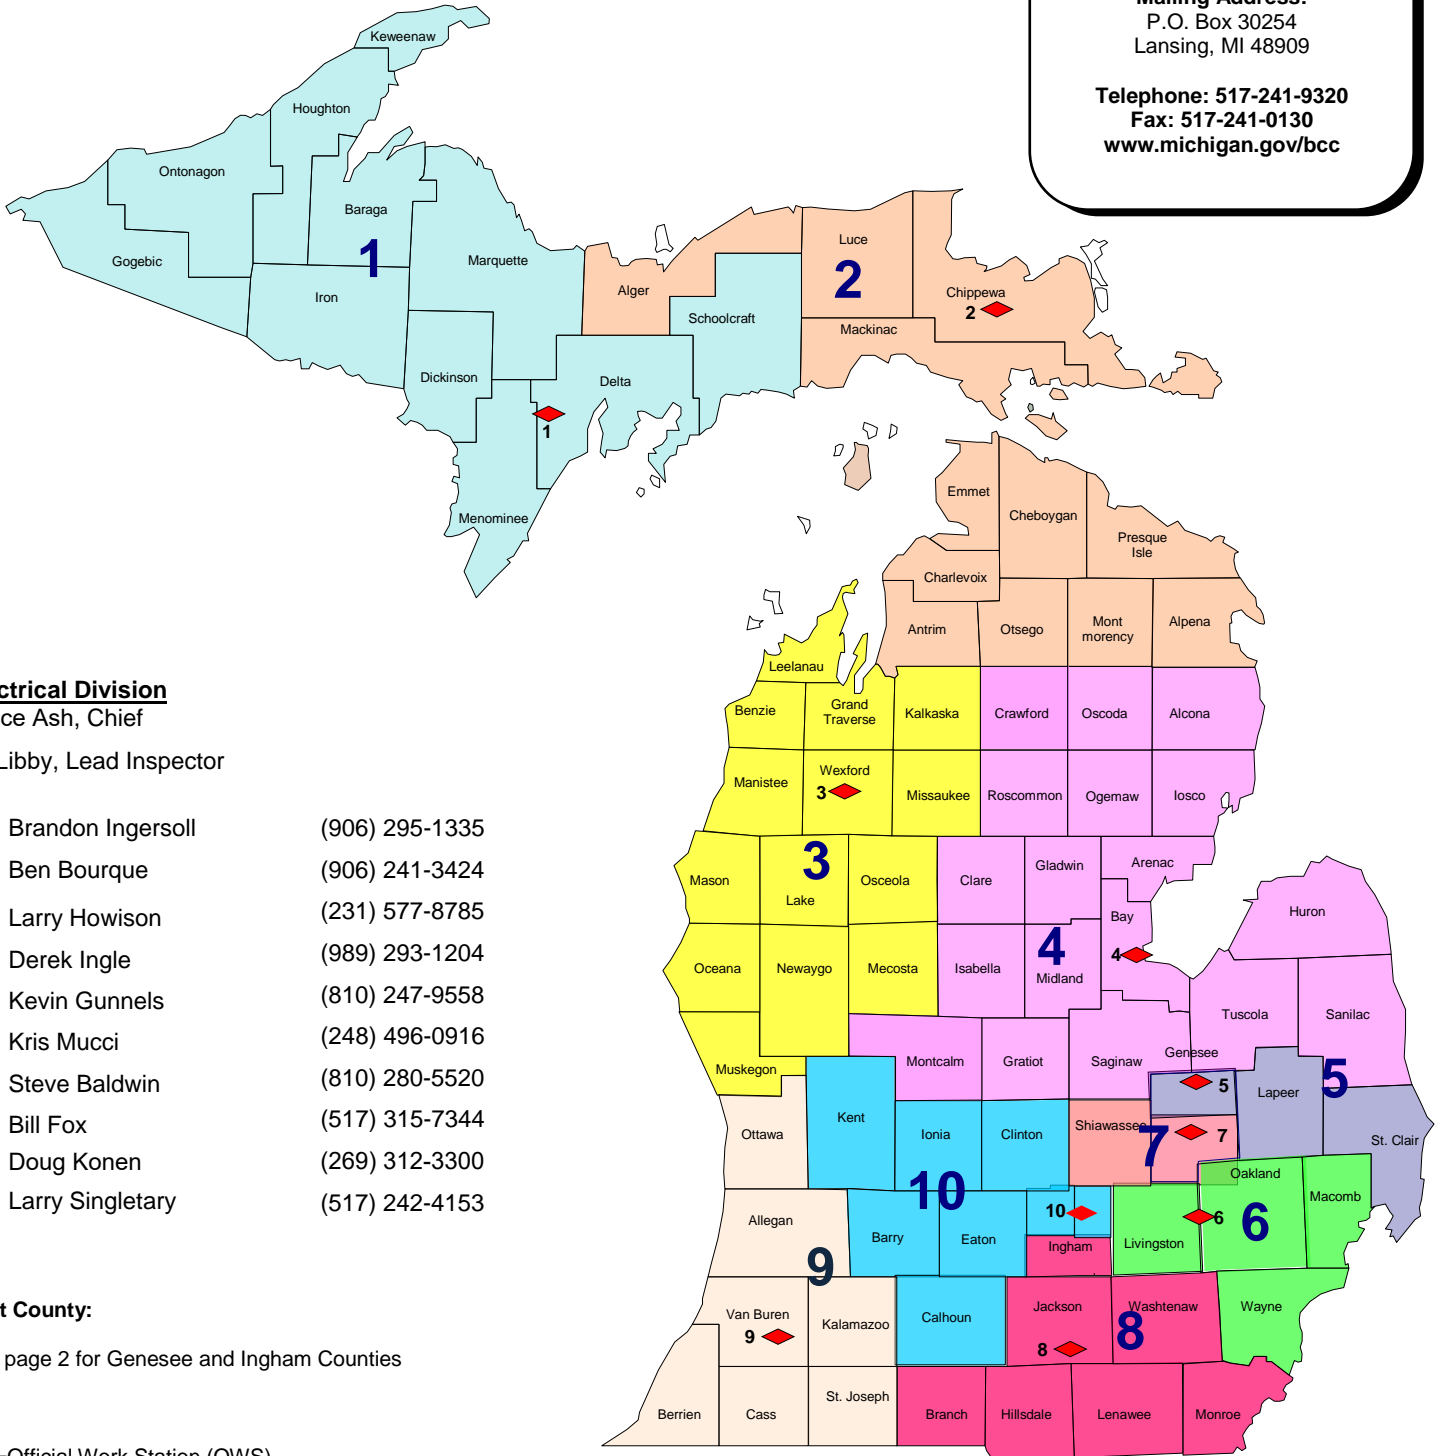 Mailing Address:
P.O. Box 30254
Lansing, MI 48909
Telephone: 517-241-9320
Fax: 517-241-0130
www.michigan.gov/bcc
Keweenaw
Houghton
Ontonagon
Baraga
Gogebic
1
Marquette
Iron
Alger
Luce
2
Chippewa
2
Schoolcraft
Mackinac
Dickinson
Delta
1
Menominee
Emmet
Cheboygan
Presque
Isle
Charlevoix
Antrim
Otsego
Mont
morency
Alpena
Leelanau
Benzie
Grand
Traverse
Kalkaska
Crawford
Oscoda
Alcona
Manistee
Wexford
3
Missaukee
Roscommon
Ogemaw
Iosco
Mason
3
Lake
Osceola
Clare
Gladwin
Arenac
Bay
Huron
Oceana
Newaygo
Mecosta
Isabella
4
Midland
4
Tuscola
Sanilac
Muskegon
Montcalm
Gratiot
Saginaw
Genesee
5
Lapeer
5
Ottawa
Kent
Ionia
Clinton
Shiawassee
7
7
St. Clair
Oakland
Macomb
10
10
6
6
Allegan
Barry
Eaton
Ingham
Livingston
9
Van Buren
9
Kalamazoo
Calhoun
Jackson
8
Washtenaw
8
Wayne
Berrien
Cass
St. Joseph
Branch
Hillsdale
Lenawee
Monroe
ctrical Division
ce Ash, Chief
Libby, Lead Inspector
Brandon Ingersoll (906) 295-1335
Ben Bourque (906) 241-3424
Larry Howison (231) 577-8785
Derek Ingle (989) 293-1204
Kevin Gunnels (810) 247-9558
Kris Mucci (248) 496-0916
Steve Baldwin (810) 280-5520
Bill Fox (517) 315-7344
Doug Konen (269) 312-3300
Larry Singletary (517) 242-4153
t County:
page 2 for Genesee and Ingham Counties
–Official Work Station (OWS)